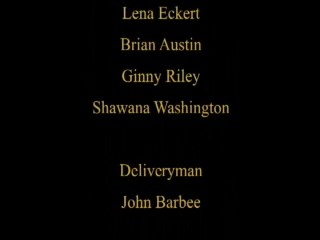 Lena Eckert
Brian Austin
Ginny Riley
Shawana Washington
Deliveryman
John Barbee